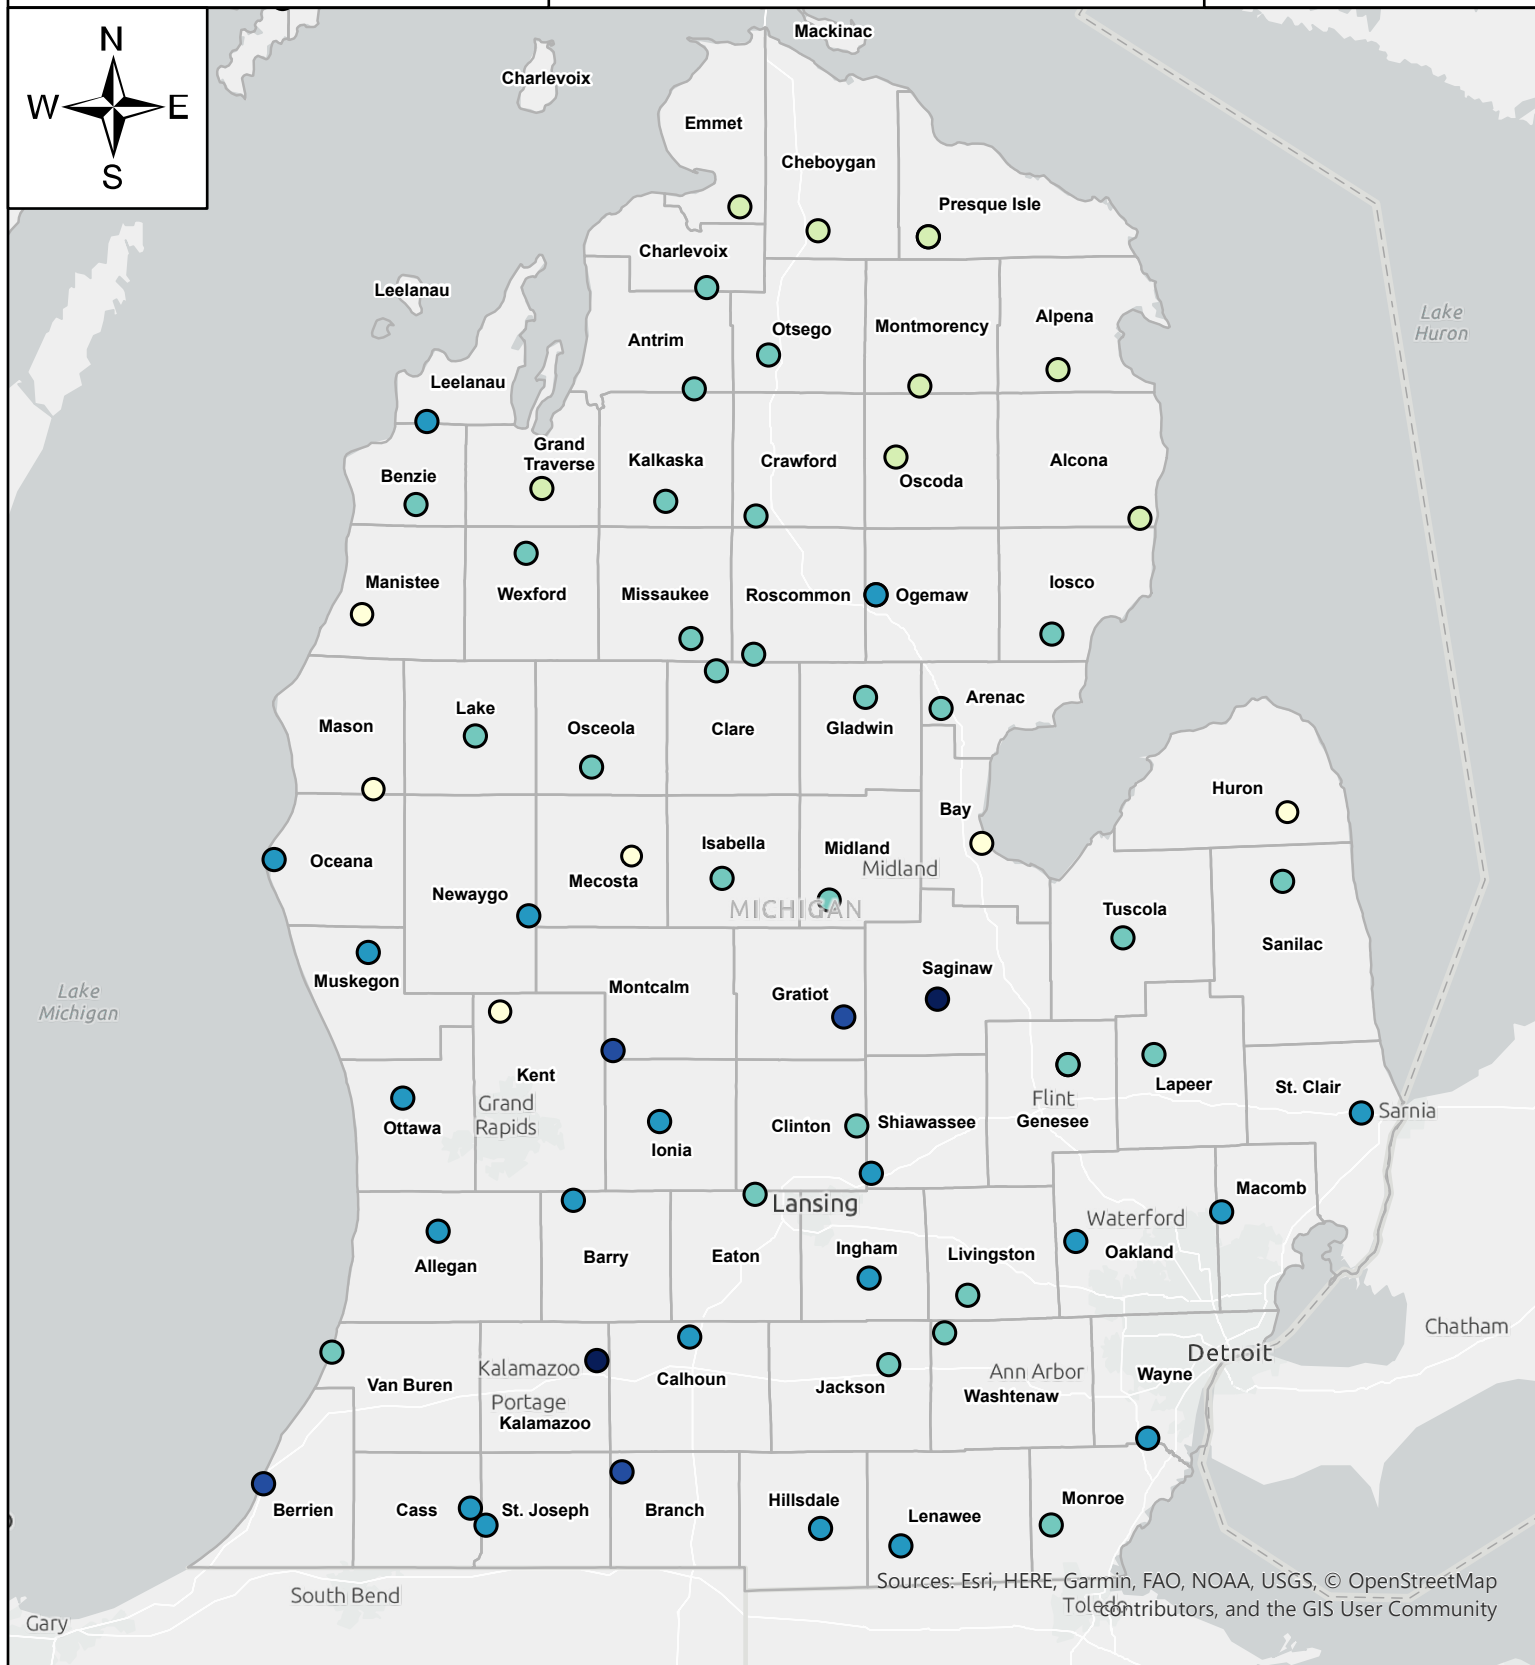 N
W
E
S
Mackinac
Charlevoix
Emmet
Cheboygan
Presque Isle
Charlevoix
Leelanau
Lake
Huron
Alpena
Montmorency
Otsego
Antrim
Leelanau
Grand
Traverse
Kalkaska
Crawford
Alcona
Benzie
Oscoda
Manistee
Wexford
Missaukee
Roscommon
Ogemaw
Iosco
Arenac
Lake
Mason
Osceola
Clare
Gladwin
Huron
Bay
Isabella
Midland
Midland
Oceana
Mecosta
Newaygo
MICHIGAN
Tuscola
Sanilac
Saginaw
Muskegon
Montcalm
Gratiot
Lake
Michigan
Kent
Grand
Rapids
Lapeer
St. Clair
Flint
Genesee
Sarnia
Ottawa
Clinton
Shiawassee
Ionia
Macomb
Lansing
Waterford
Oakland
Allegan
Barry
Eaton
Ingham
Livingston
Chatham
Detroit
Kalamazoo
Ann Arbor
Wayne
Van Buren
Calhoun
Jackson
Washtenaw
Portage
Kalamazoo
Berrien
Cass
St. Joseph
Branch
Hillsdale
Lenawee
Monroe
Sources: Esri, HERE, Garmin, FAO, NOAA, USGS, © OpenStreetMap
contributors, and the GIS User Community
South Bend
Toledo
Gary